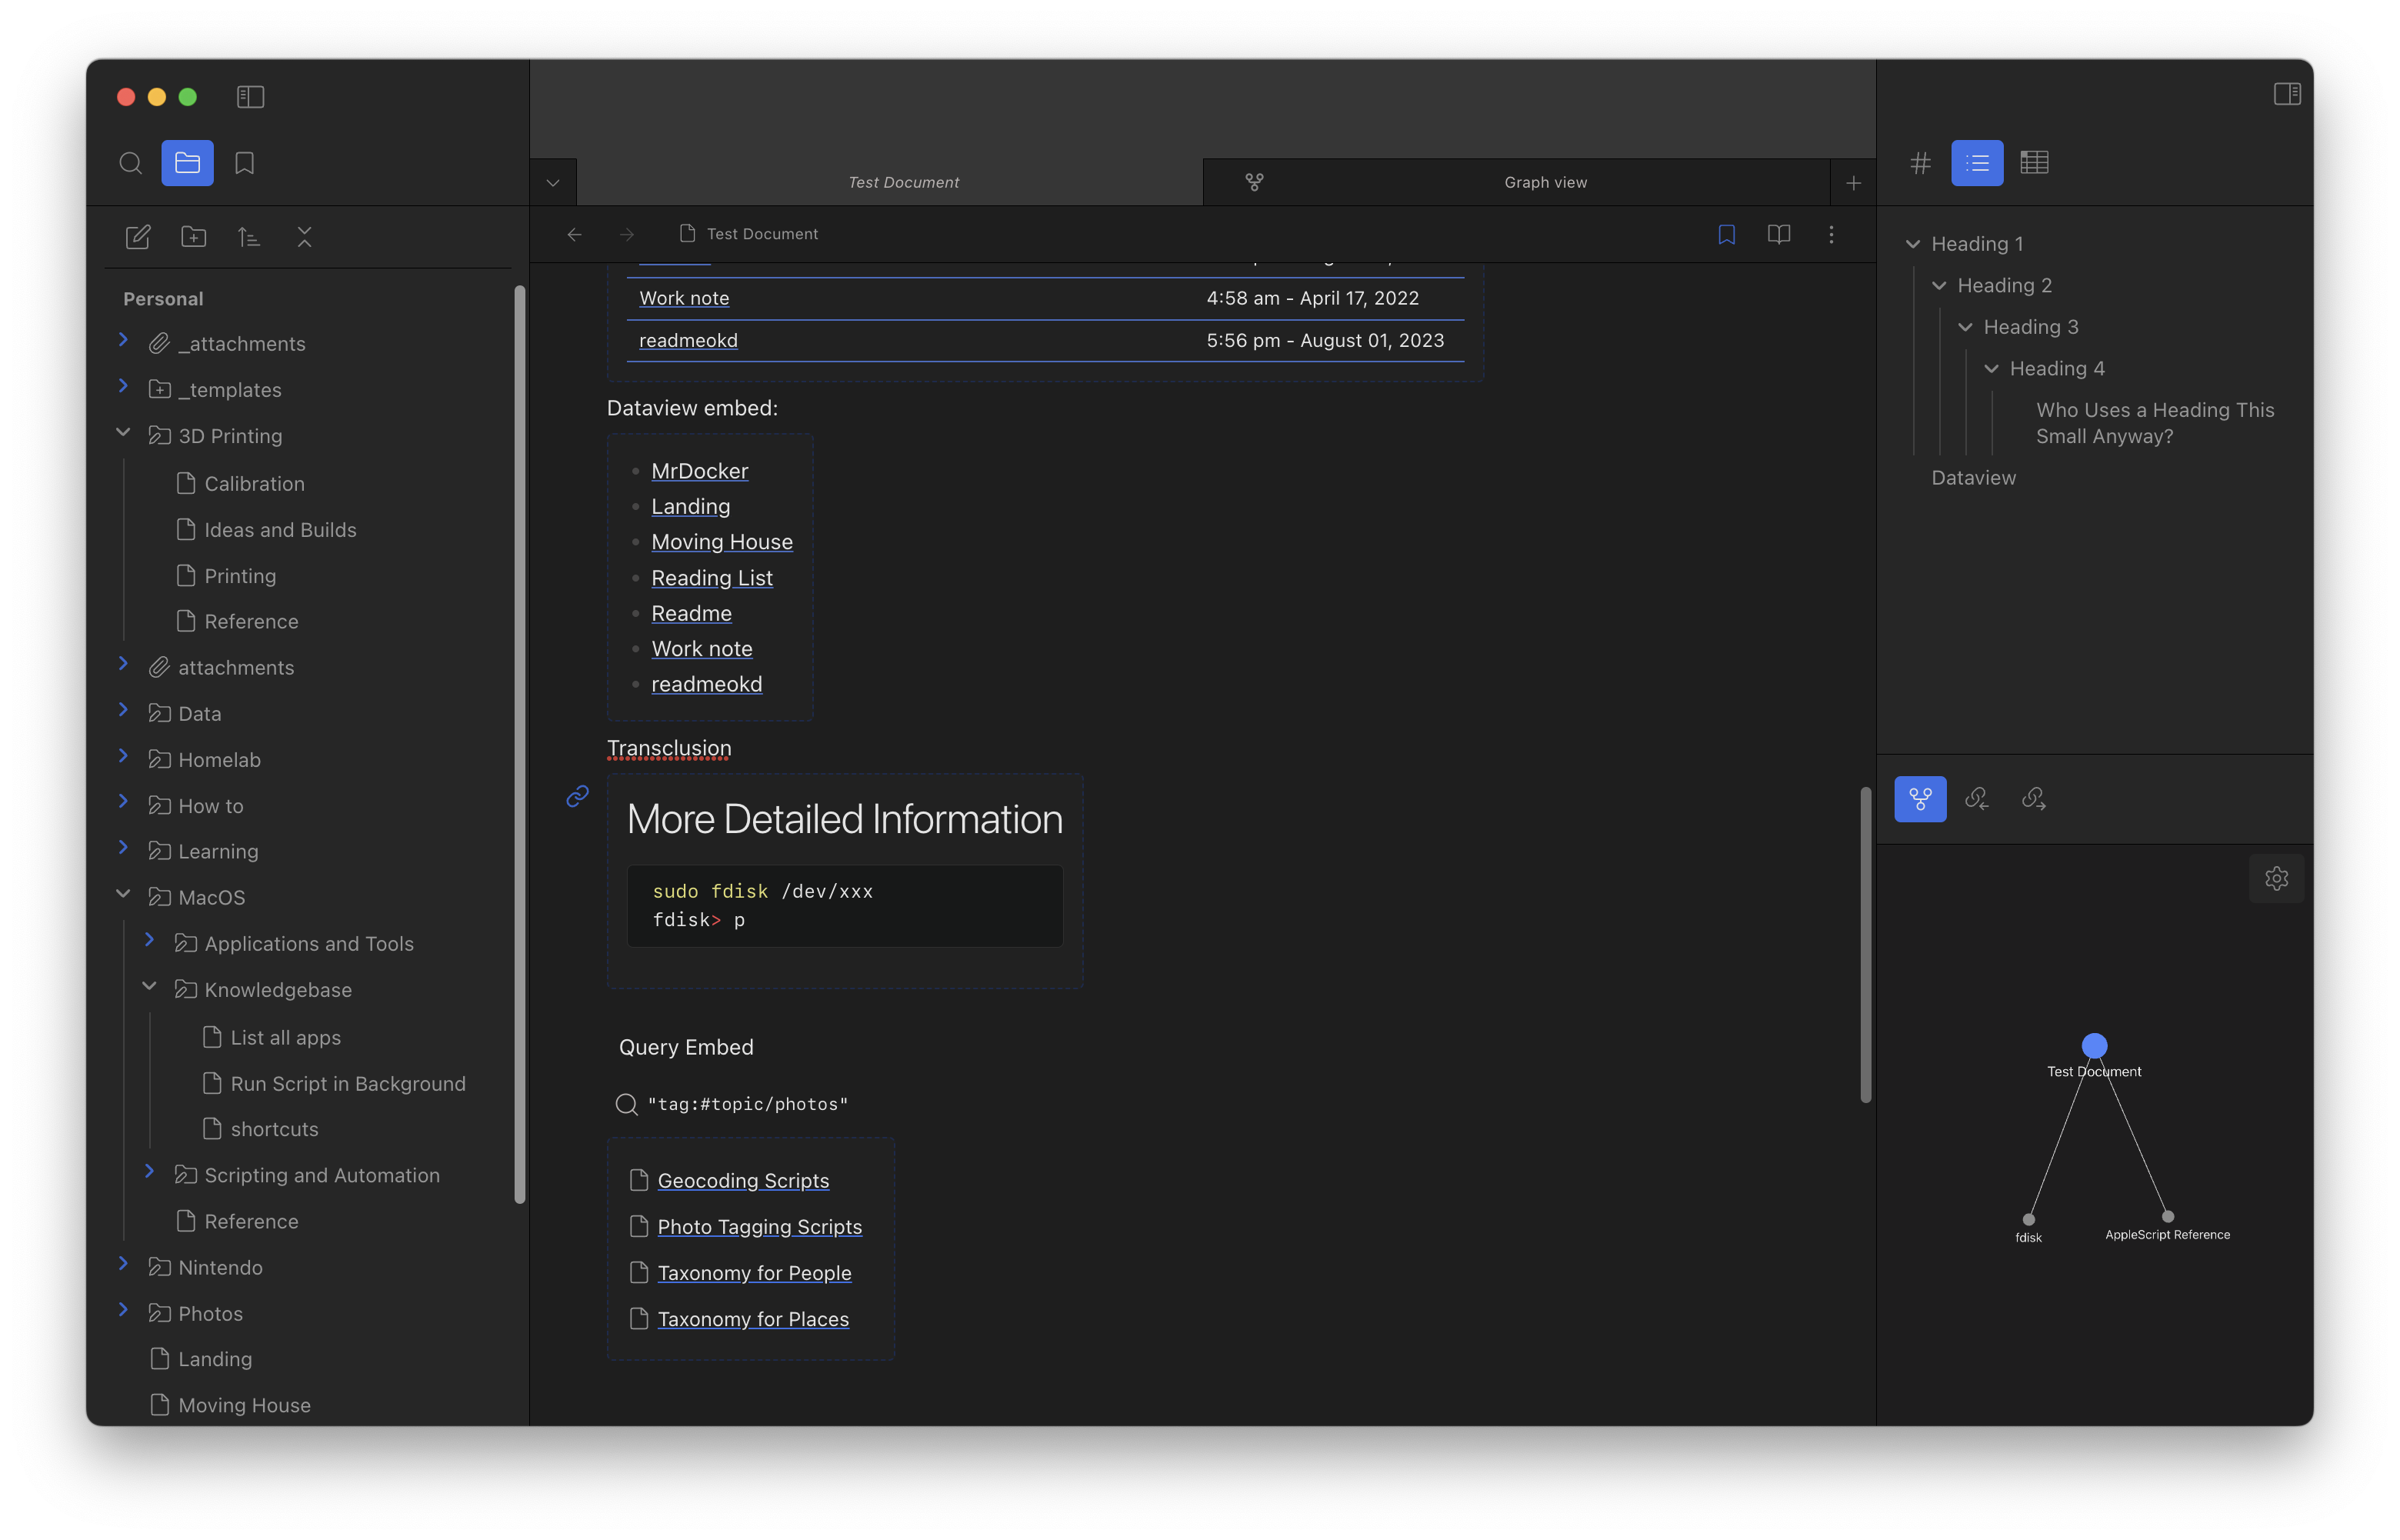 Personal
_attachments
_templates
3D Printing
Calibration
Ideas and Builds
Printing
Reference
attachments
Data
Homelab
How to
Learning
MacOS
Applications and Tools
Knowledgebase
List all apps
Run Script in Background
shortcuts
Scripting and Automation
Reference
Nintendo
Photos
Landing
Moving House
Test Document
Graph view
Test Document
Work note 4:58 am - April 17, 2022
readmeokd 5:56 pm - August 01, 2023
Dataview embed:
MrDocker
Landing
Moving House
Reading List
Readme
Work note
readmeokd
Transclusion
More Detailed Information
sudo fdisk /dev/xxx
fdisk> p
Query Embed
"tag:#topic/photos"
Geocoding Scripts
Photo Tagging Scripts
Taxonomy for People
Taxonomy for Places
Heading 1
Heading 2
Heading 3
Heading 4
Who Uses a Heading This
Small Anyway?
Dataview
Test Document
fdisk
AppleScript Reference